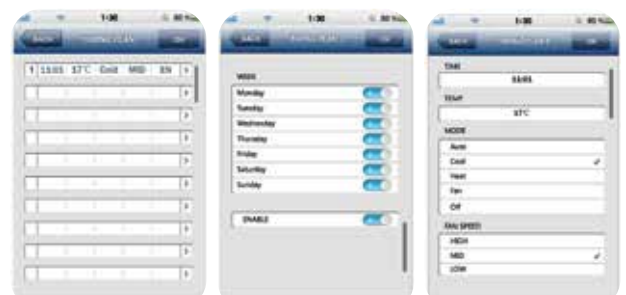 1:30
BACK
OK
1 37°C Cold MID EN
1:30
BACK
OK
WEEK
Monday
Tuesday
Wednesday
Thursday
Friday
Saturday
Sunday
ENABLE
1:30
BACK
OK
TIME
TEMP
37°C
MODE
Auto
Cool
Heat
Fan
Off
FAN SPEED
HIGH
MID
LOW